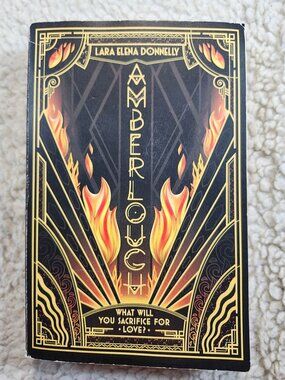 LARA ELENA DONNELLY
AMBERLOUGH
WHAT WILL
YOU SACRIFICE FOR
• LOVE? •